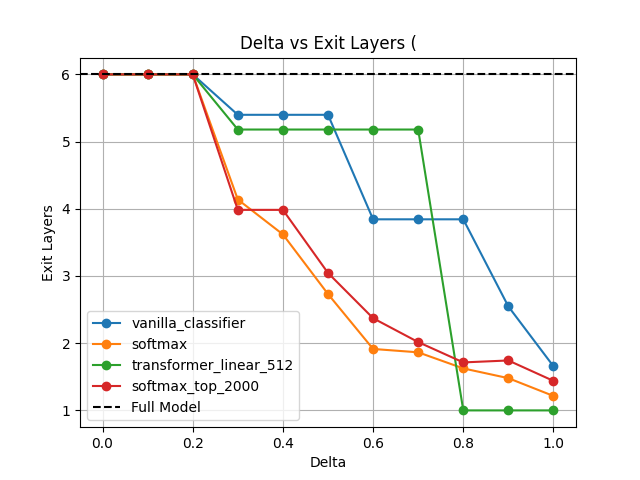 Delta vs Exit Layers (
6
5
4
3
2
1
Exit Layers
vanilla_classifier
softmax
transformer_linear_512
softmax_top_2000
Full Model
0.0 0.2 0.4 0.6 0.8 1.0
Delta